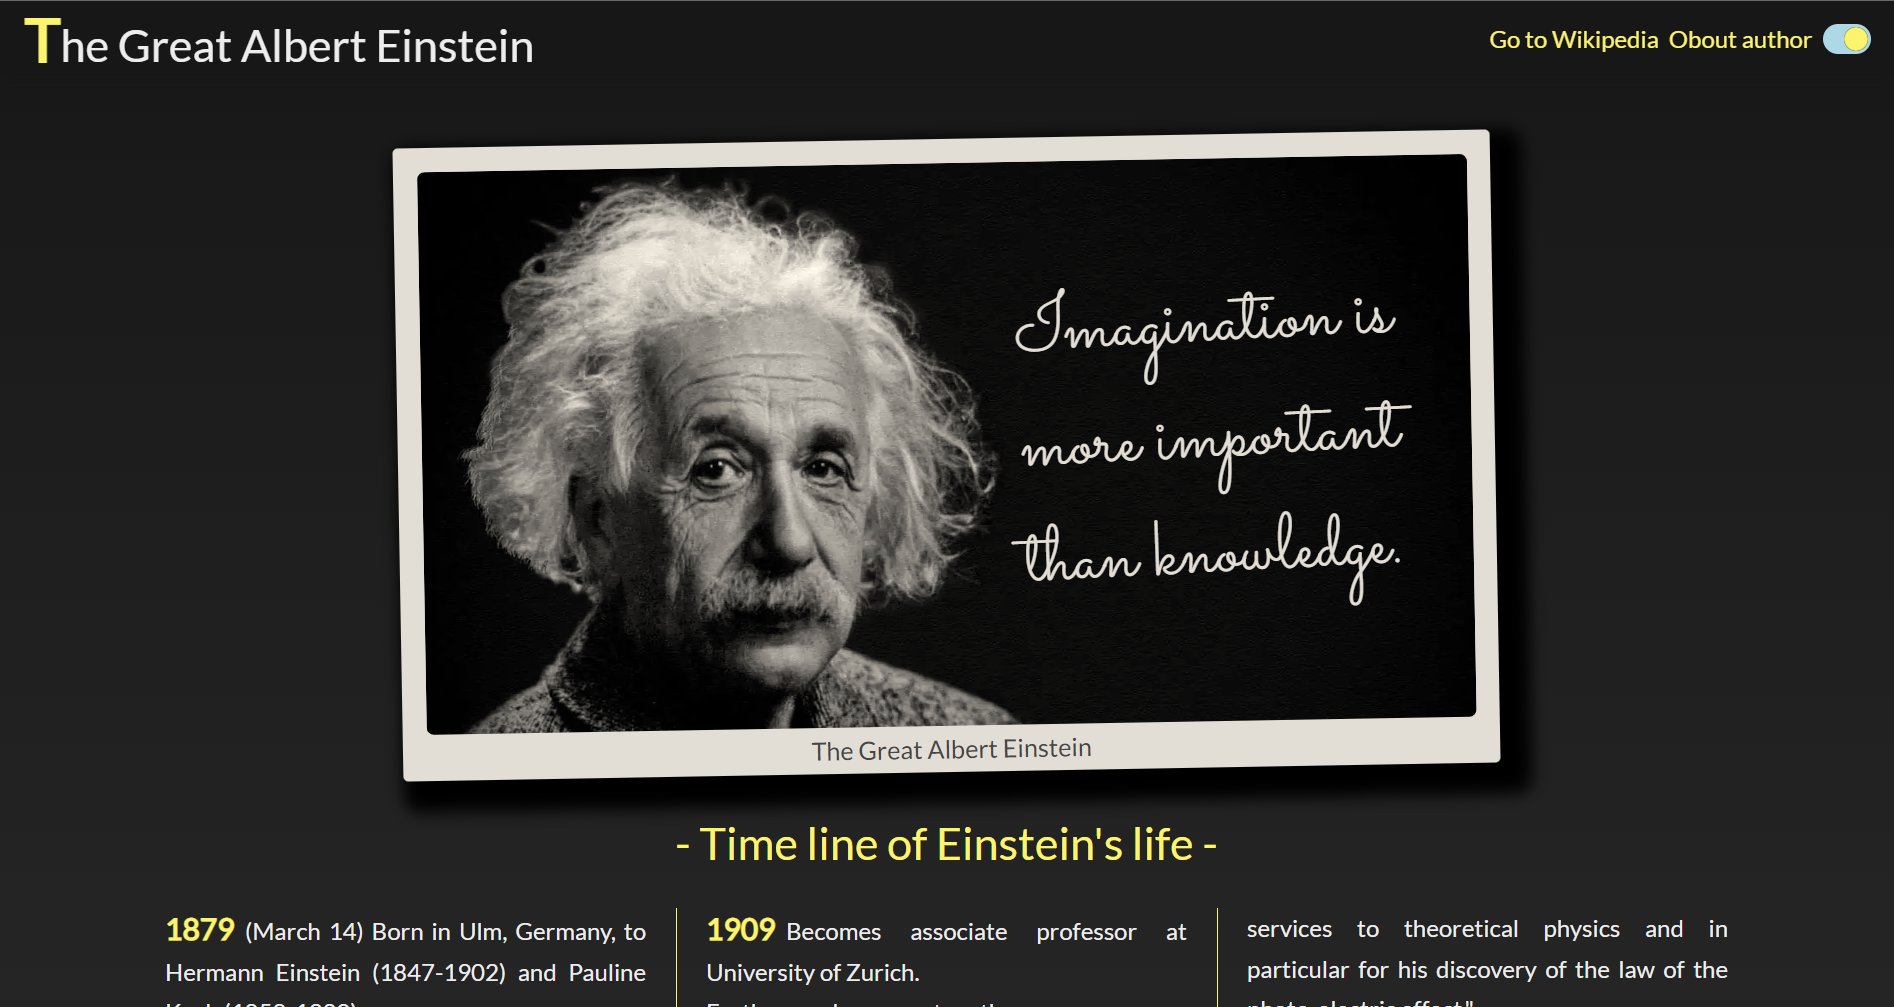 The Great Albert Einstein
Go to Wikipedia Obout author
Imagination is
more important
than knowledge.
The Great Albert Einstein
- Time line of Einstein's life -
1879 (March 14) Born in Ulm, Germany, to
Hermann Einstein (1847-1902) and Pauline
1909 Becomes associate professor at
University of Zurich.
services to theoretical physics and in
particular for his discovery of the law of the